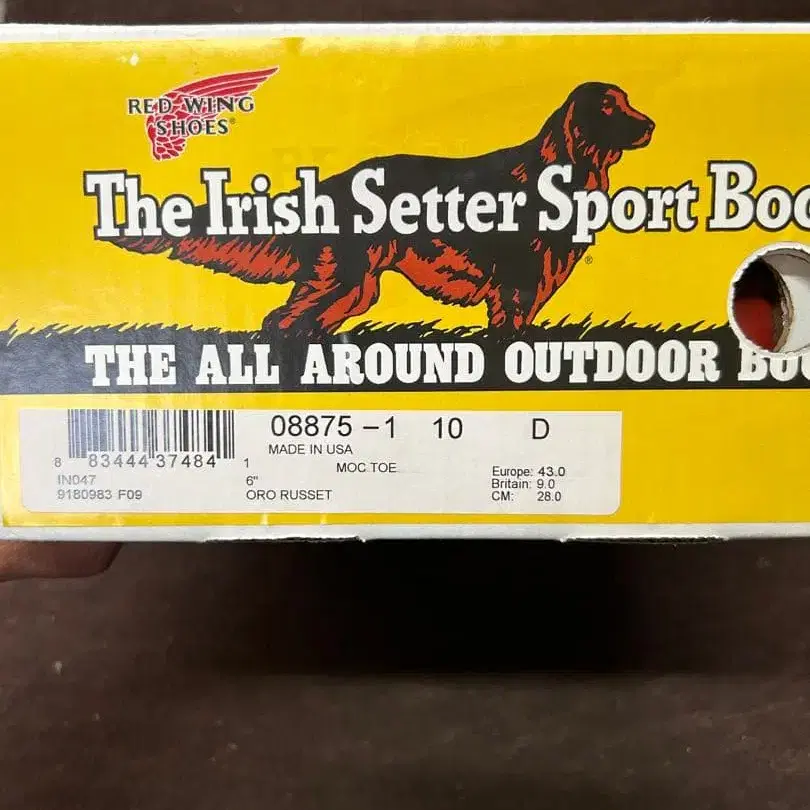 RED WING
SHOES®
The Irish Setter Sport Boo
®
THE ALL AROUND OUTDOOR BOO
08875-1 10 D
MADE IN USA
MOC TOE
8 83444 37484 1
IN047
9180983 F09
6"
ORO RUSSET
Europe: 43.0
Britain: 9.0
CM: 28.0